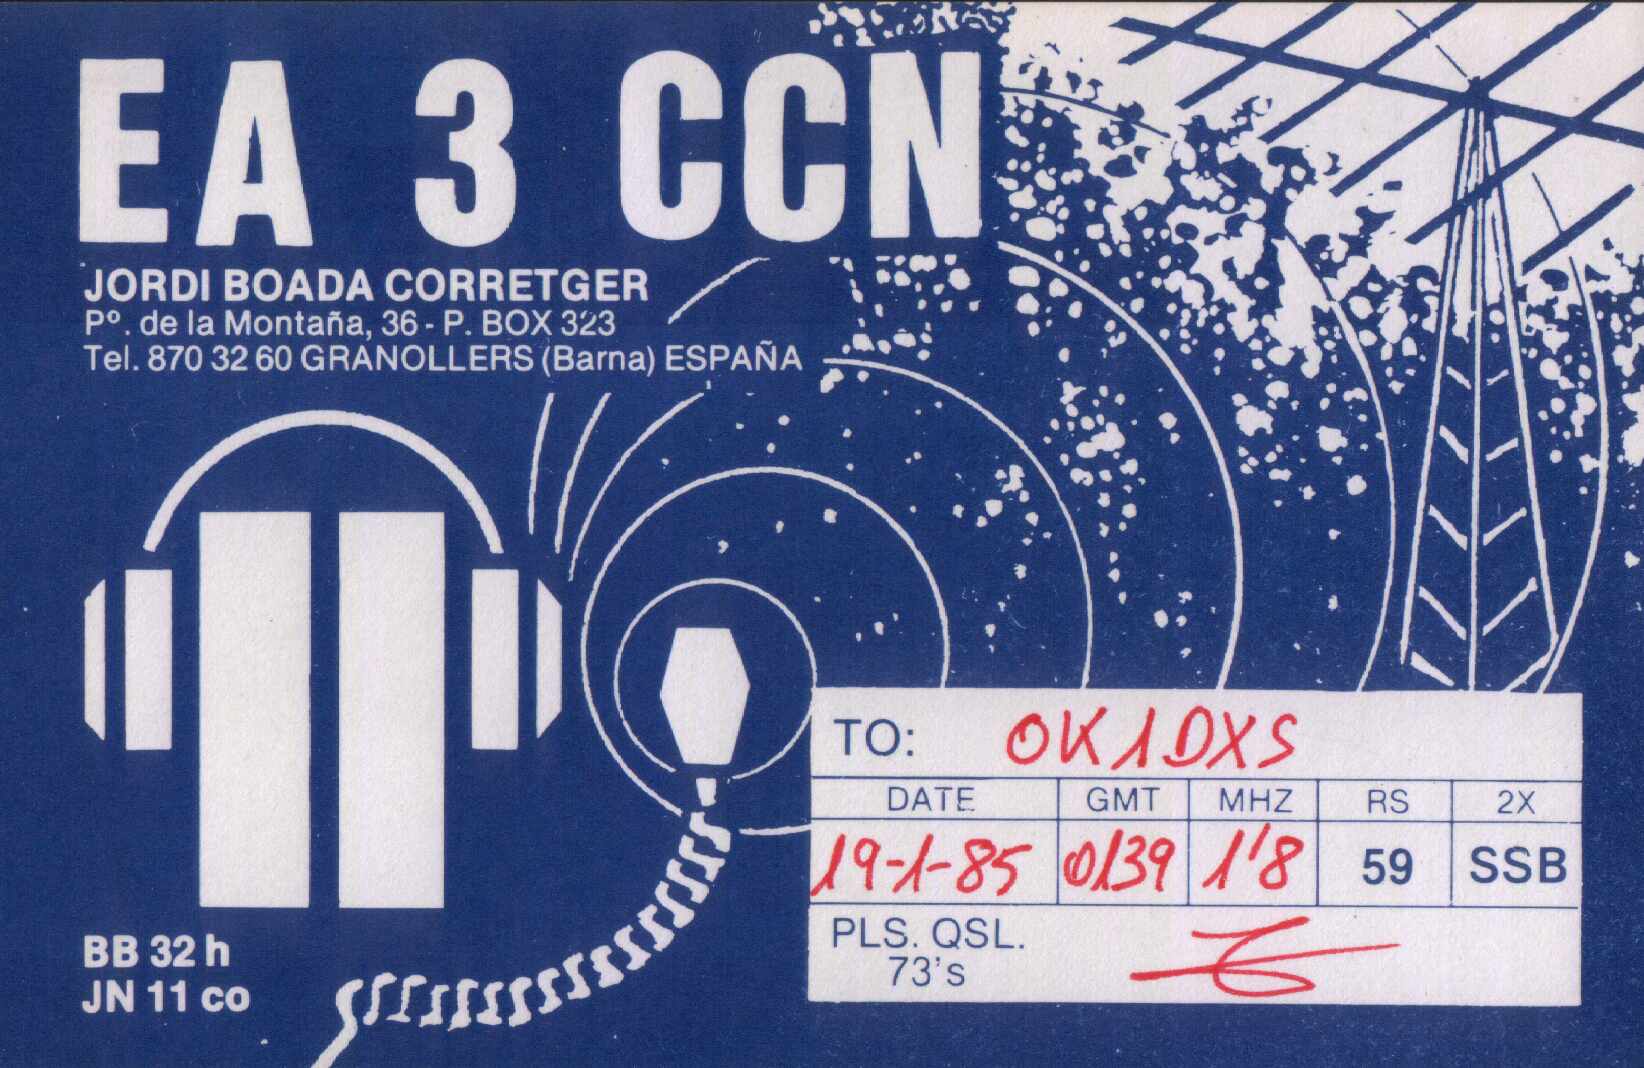 EA 3 CCN
JORDI BOADA CORRETGER
Pº. de la Montaña, 36 - P. BOX 323
Tel. 870 32 60 GRANOLLERS (Barna) ESPAÑA
BB 32 h
JN 11 co
TO: OK1DXS
DATE GMT MHZ RS 2X
19-1-85 0139 1'8 59 SSB
PLS. QSL.
73's